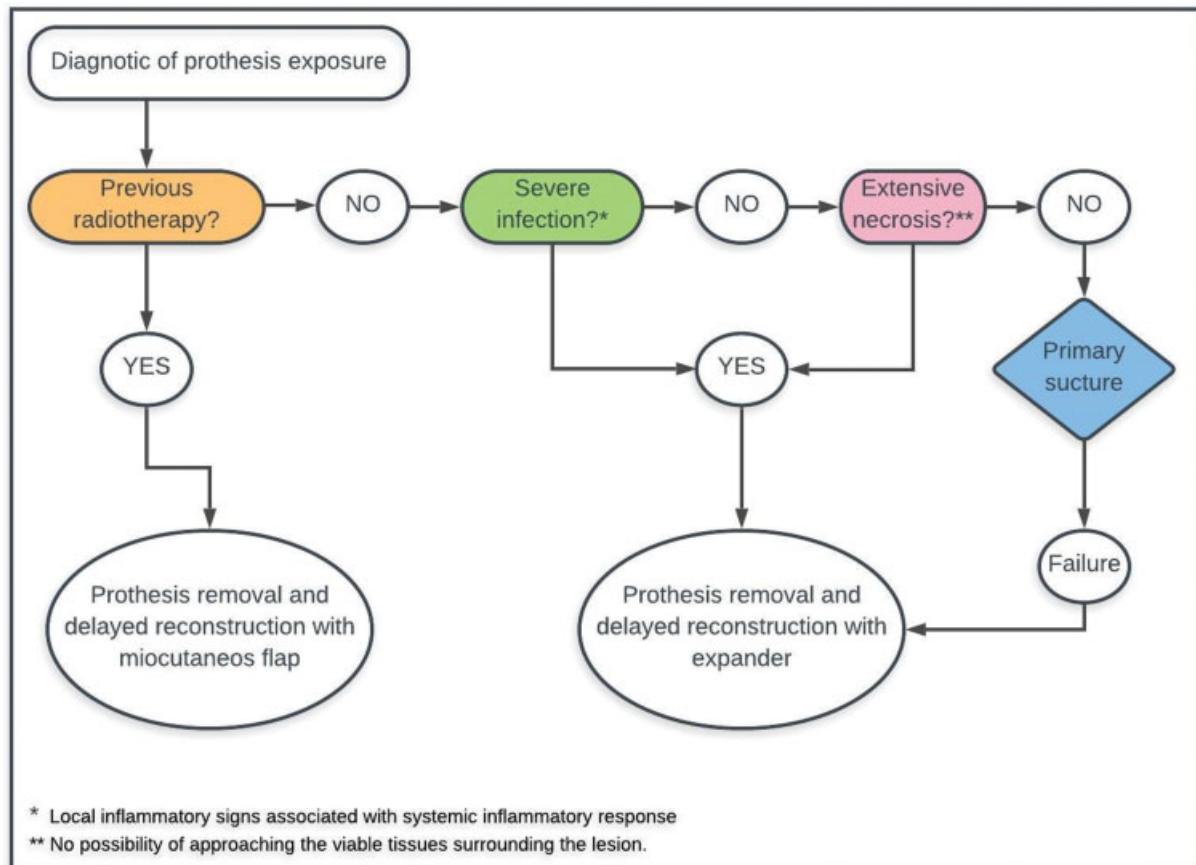 Diagnotic of prothesis exposure
Previous
radiotherapy?
NO
Severe
infection?*
NO
Extensive
necrosis?**
NO
YES
YES
Primary
sucture
Failure
Prothesis removal and
delayed reconstruction with
miocutaneos flap
Prothesis removal and
delayed reconstruction with
expander
* Local inflammatory signs associated with systemic inflammatory response
** No possibility of approaching the viable tissues surrounding the lesion.